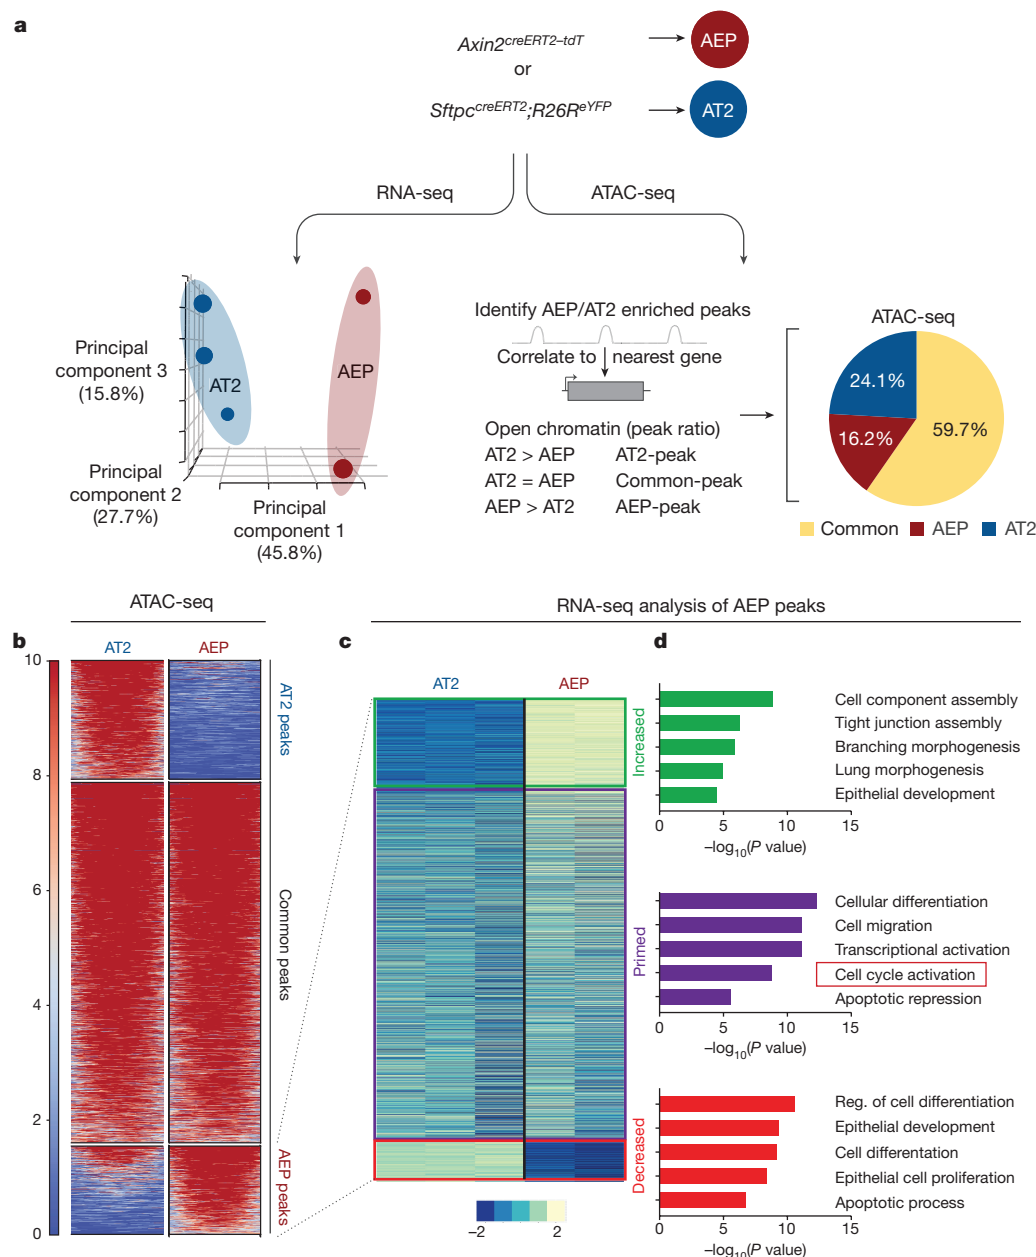 a
Axin2creERT2–tdT
AEP
or
SftpccreERT2;R26ReYFP
AT2
RNA-seq
ATAC-seq
Principal
component 3
(15.8%)
AT2
AEP
Principal
component 2
(27.7%)
Principal
component 1
(45.8%)
Identify AEP/AT2 enriched peaks
Correlate to nearest gene
Open chromatin (peak ratio)
AT2 > AEP AT2-peak
AT2 = AEP Common-peak
AEP > AT2 AEP-peak
ATAC-seq
24.1%
59.7%
16.2%
Common AEP AT2
ATAC-seq
b
AT2 AEP
10
8
6
4
2
0
AT2 peaks
Common peaks
AEP peaks
RNA-seq analysis of AEP peaks
c
AT2 AEP
Increased
Primed
Decreased
−2 2
d
Cell component assembly
Tight junction assembly
Branching morphogenesis
Lung morphogenesis
Epithelial development
0 5 10 15
−log10(P value)
Cellular differentiation
Cell migration
Transcriptional activation
Cell cycle activation
Apoptotic repression
0 5 10 15
−log10(P value)
Reg. of cell differentiation
Epithelial development
Cell differentation
Epithelial cell proliferation
Apoptotic process
0 5 10 15
−log10(P value)